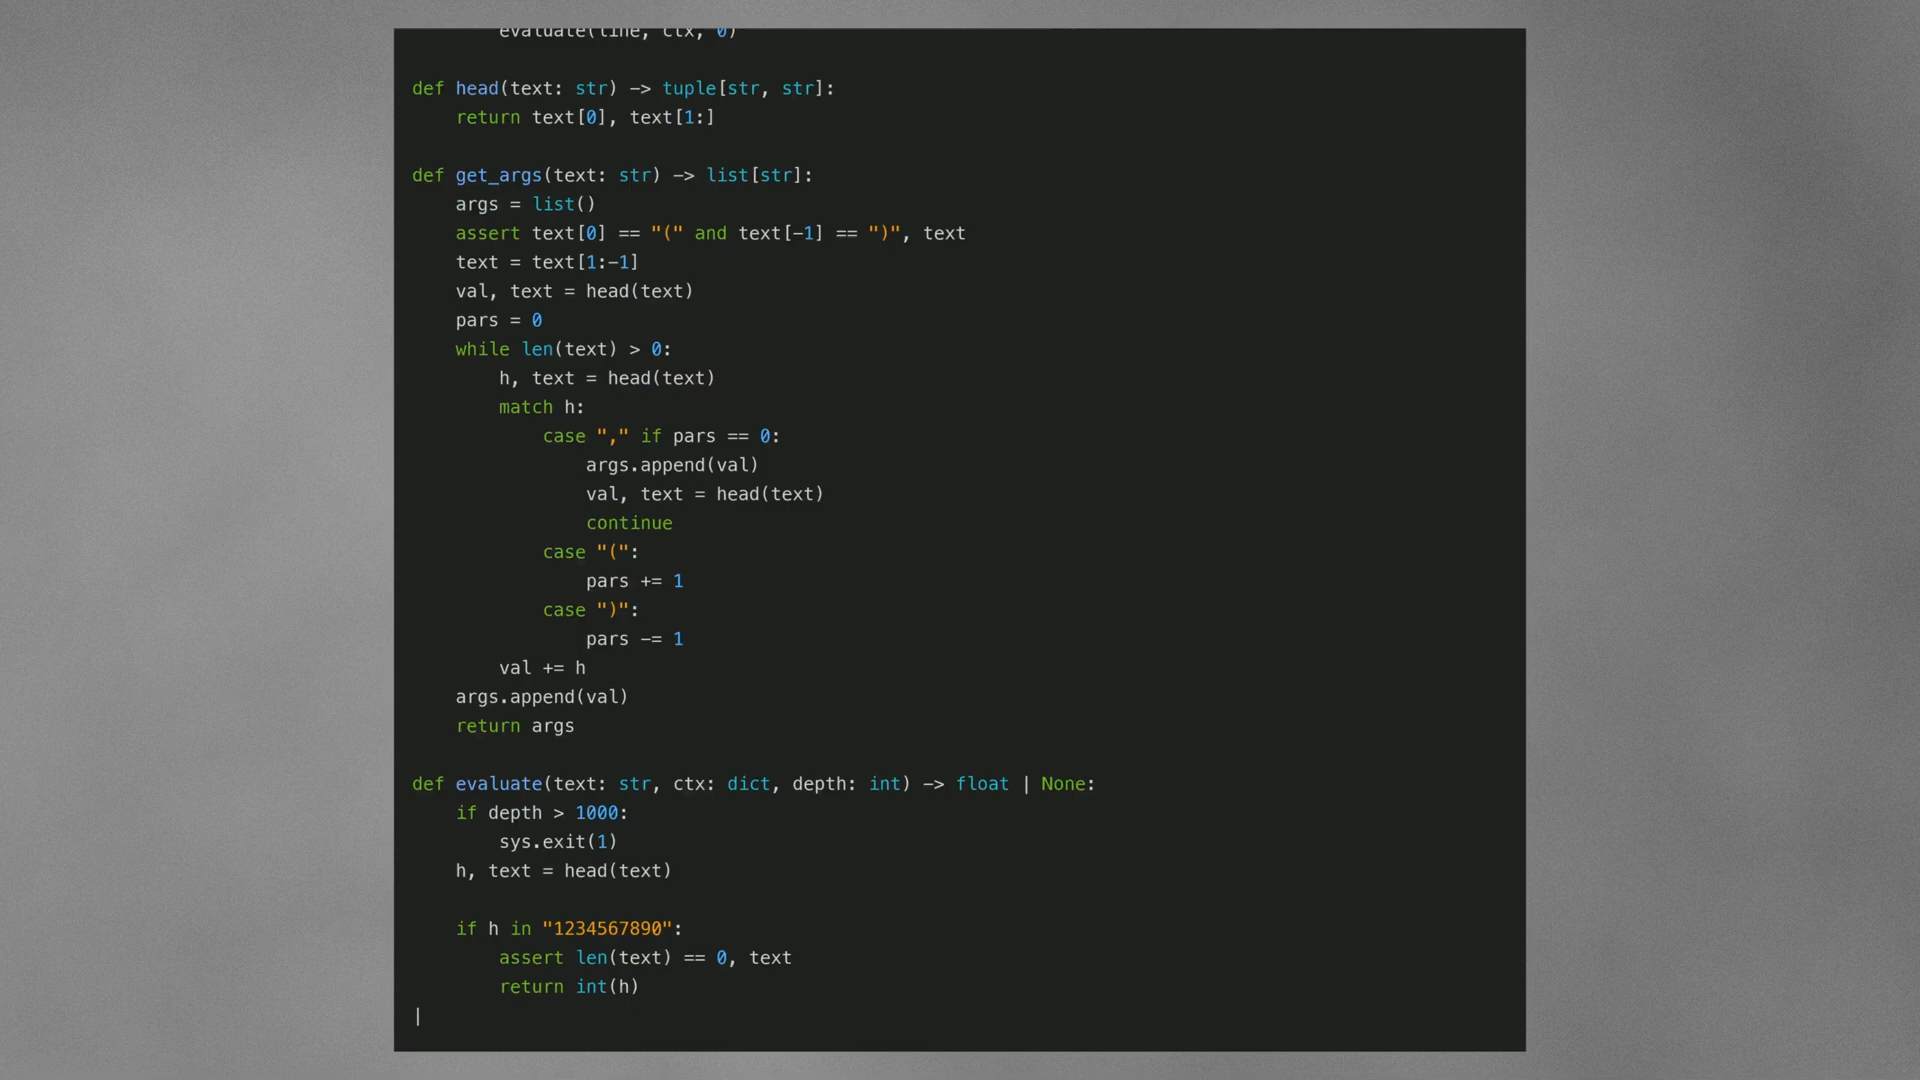 evaluate(line, ctx, 0)
def head(text: str) -> tuple[str, str]:
    return text[0], text[1:]
def get_args(text: str) -> list[str]:
    args = list()
    assert text[0] == "(" and text[-1] == ")", text
    text = text[1:-1]
    val, text = head(text)
    pars = 0
    while len(text) > 0:
        h, text = head(text)
        match h:
            case "," if pars == 0:
                args.append(val)
                val, text = head(text)
                continue
            case "(":
                pars += 1
            case ")":
                pars -= 1
        val += h
    args.append(val)
    return args
def evaluate(text: str, ctx: dict, depth: int) -> float | None:
    if depth > 1000:
        sys.exit(1)
    h, text = head(text)
    if h in "1234567890":
        assert len(text) == 0, text
        return int(h)